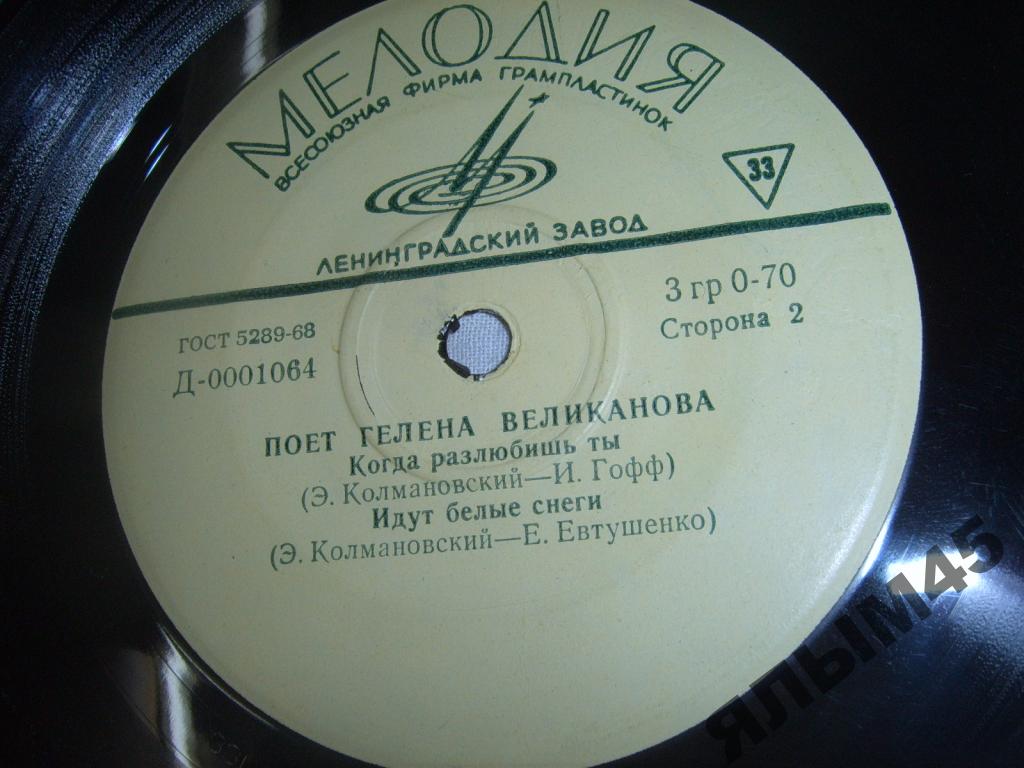 МЕЛОДИЯ
ВСЕСОЮЗНАЯ ФИРМА ГРАМПЛАСТИНОК
33
ЛЕНИНГРАДСКИЙ ЗАВОД
ГОСТ 5289-68
3 гр 0-70
Д-0001064
Сторона 2
ПОЕТ ГЕЛЕНА ВЕЛИКАНОВА
Когда разлюбишь ты
(Э. Колмановский—И. Гофф)
Идут белые снеги
(Э. Колмановский—Е. Евтушенко)
ЯЛЫМ45